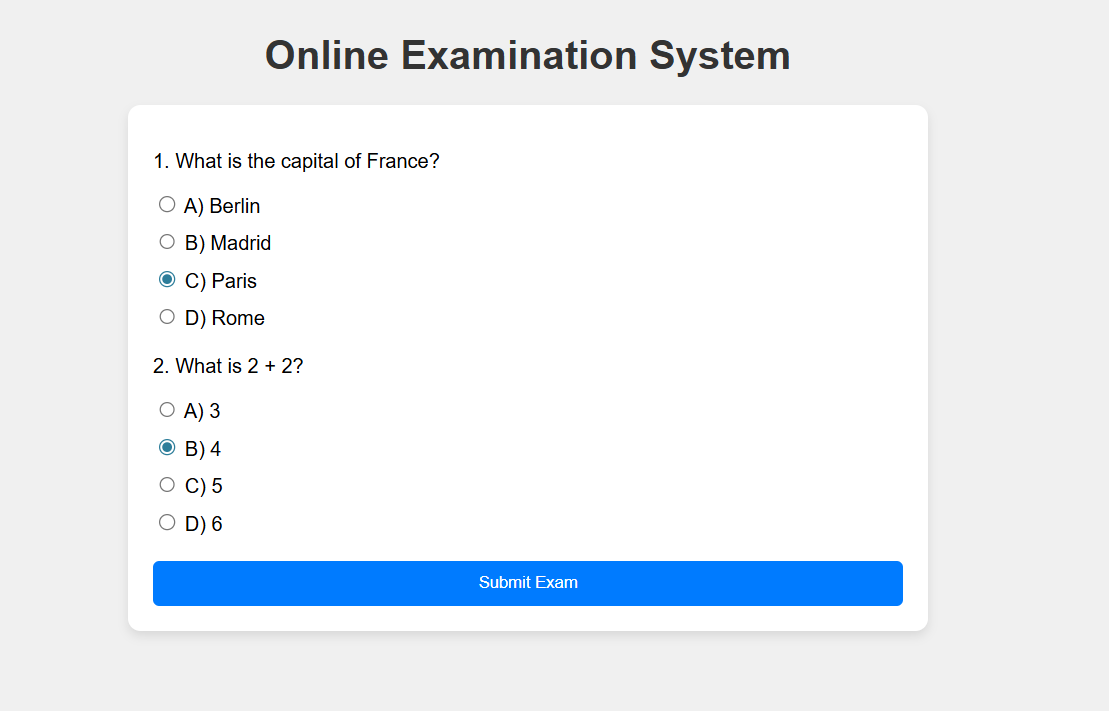 Online Examination System
1. What is the capital of France?
A) Berlin
B) Madrid
C) Paris
D) Rome
2. What is 2 + 2?
A) 3
B) 4
C) 5
D) 6
Submit Exam